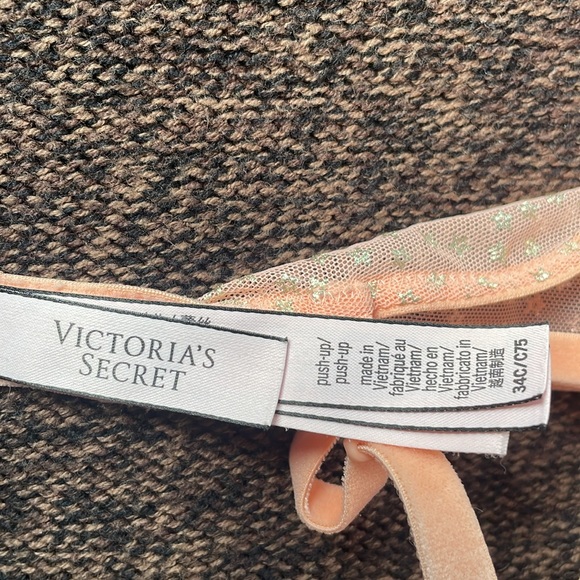 VICTORIA'S
SECRET
push-up/
push-up
made in
Vietnam/
fabriqué au
Vietnam/
hecho en
Vietnam/
fabbricato in
Vietnam/
越南制造
34C/C75